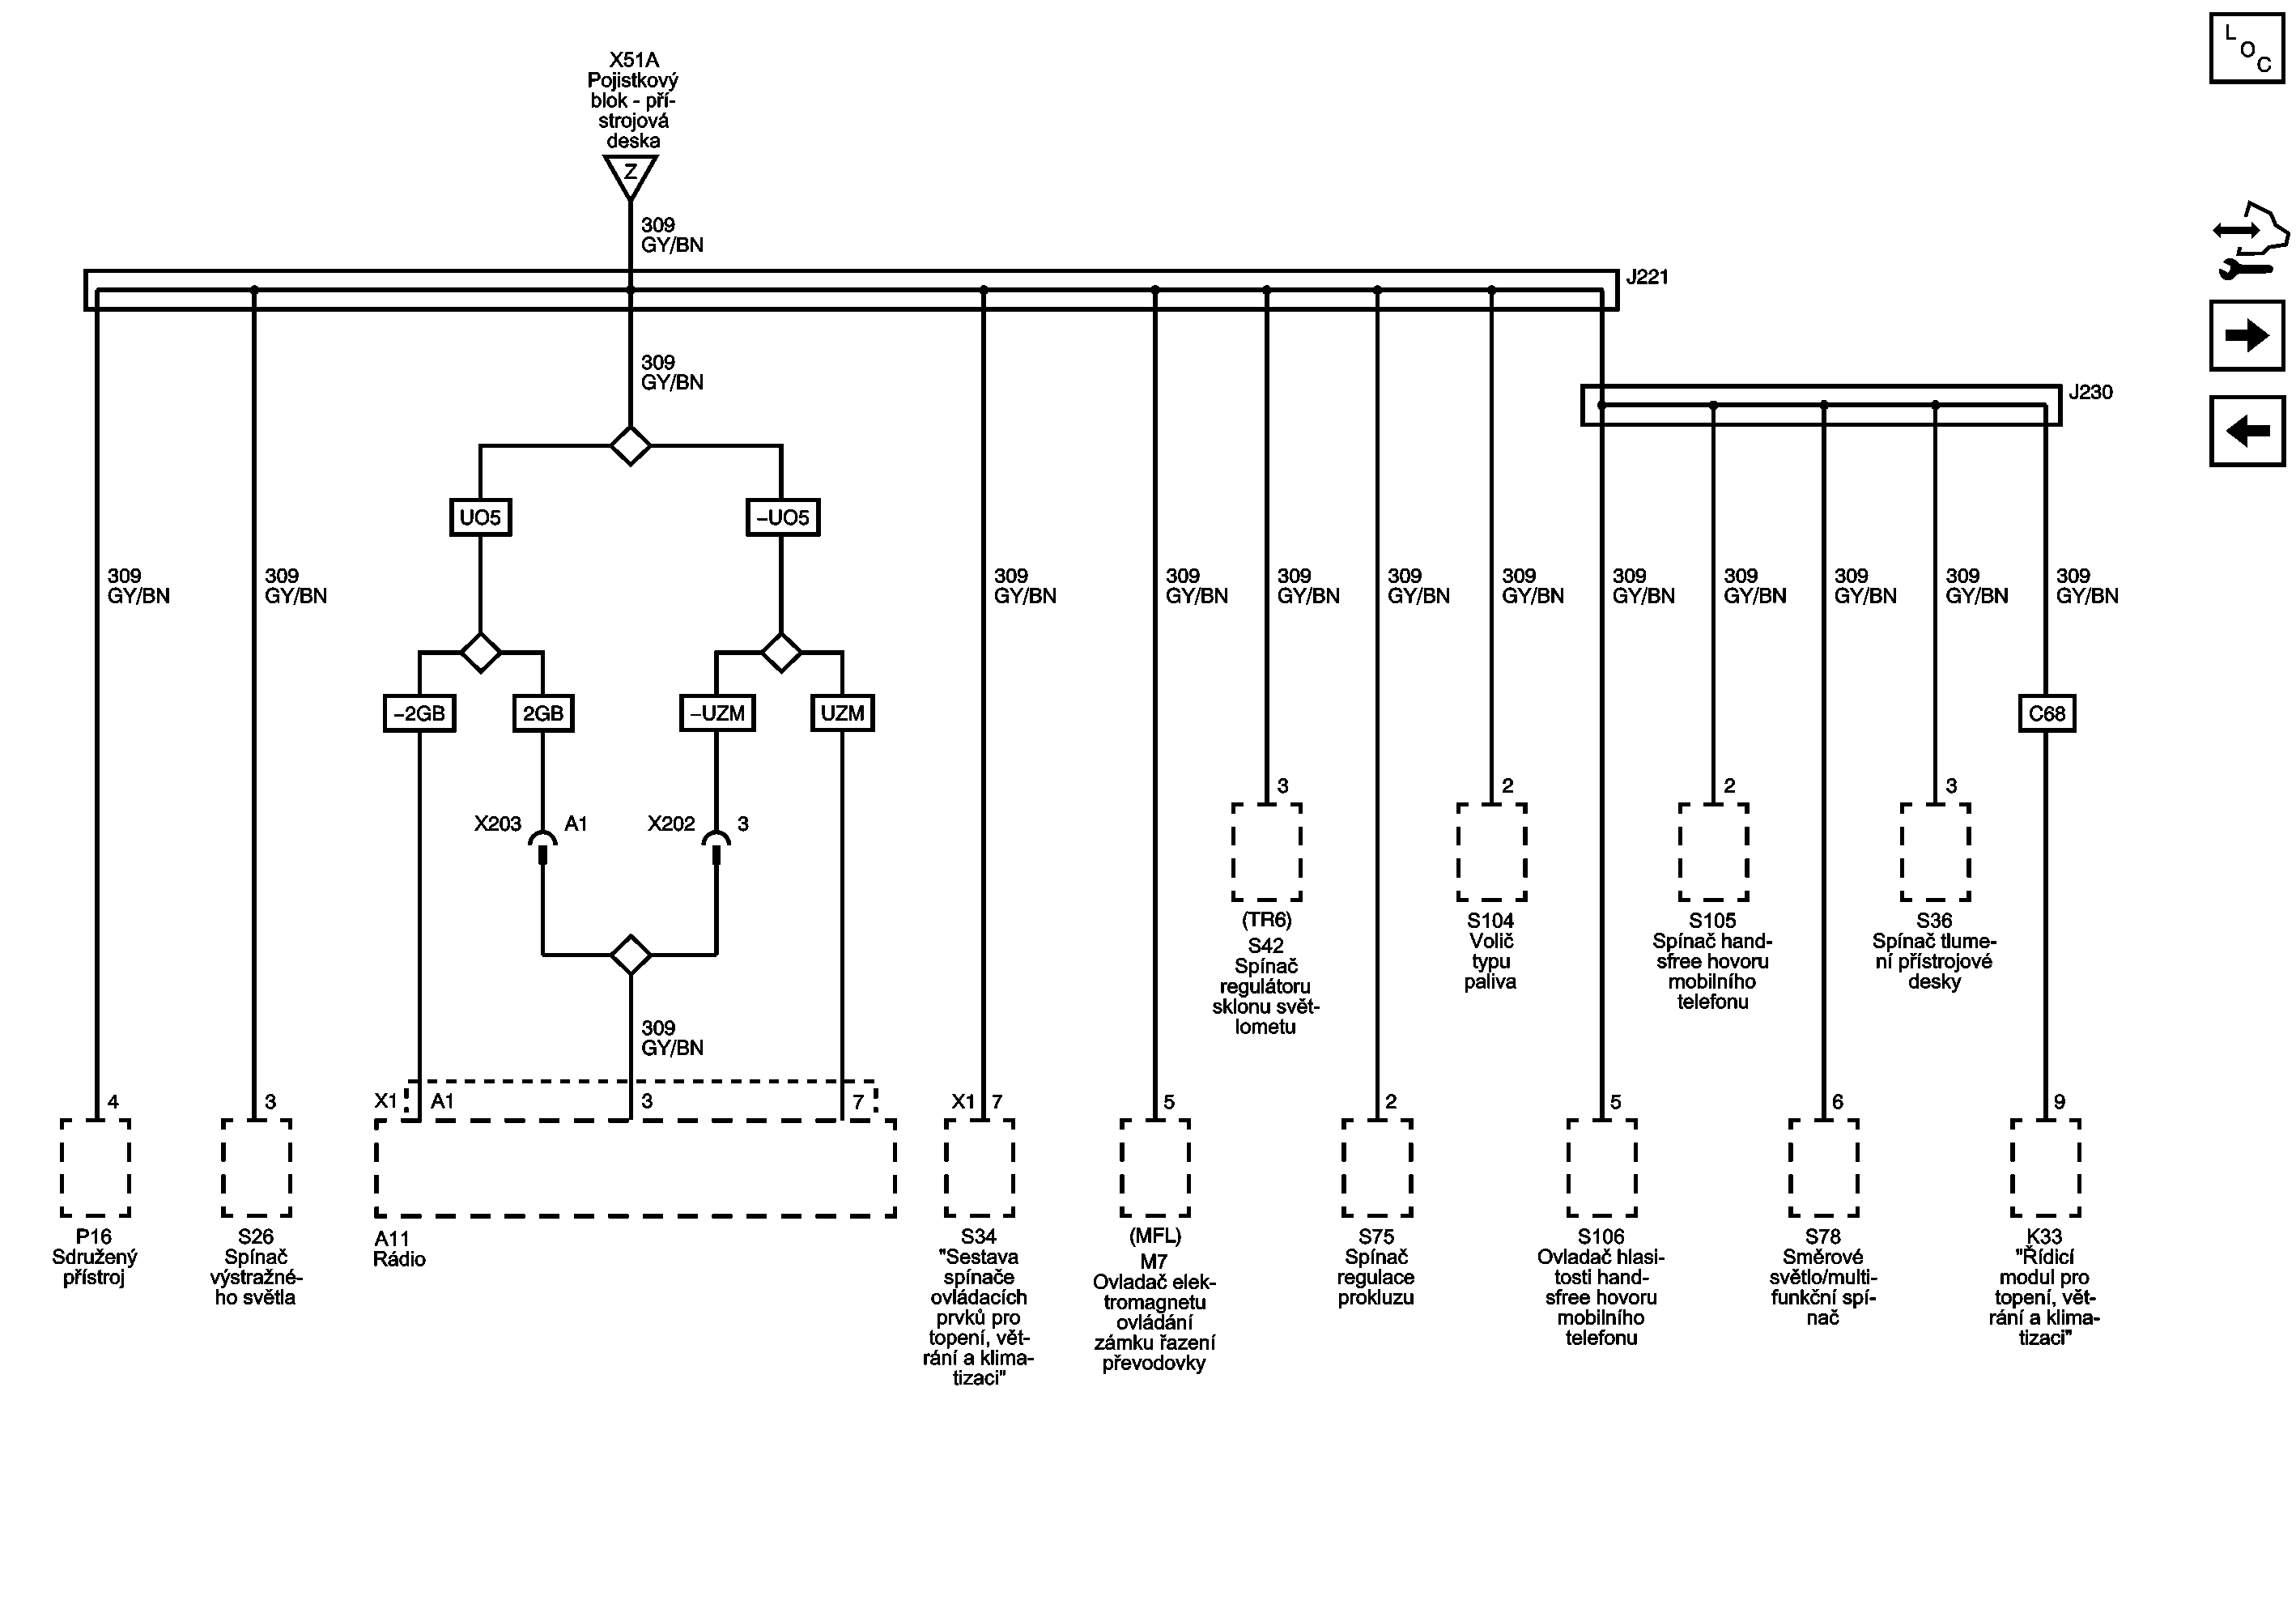 L
O
C
X51A
Pojistkový
blok - pří-
strojová
deska
Z
309
GY/BN
J221
309
GY/BN
J230
UO5
–UO5
309
GY/BN
309
GY/BN
309
GY/BN
309
GY/BN
309
GY/BN
309
GY/BN
309
GY/BN
309
GY/BN
309
GY/BN
309
GY/BN
309
GY/BN
309
GY/BN
–2GB
2GB
–UZM
UZM
C68
3
2
2
3
X203
A1
X202
3
(TR6)
S42
Spínač
regulátoru
sklonu svět-
lometu
S104
Volič
typu
paliva
S105
Spínač hand-
sfree hovoru
mobilního
telefonu
S36
Spínač tlume-
ní přístrojové
desky
309
GY/BN
4
3
X1
A1
3
7
X1
7
5
2
5
6
9
P16
Sdružený
přístroj
S26
Spínač
výstražné-
ho světla
A11
Rádio
S34
"Sestava
spínače
ovládacích
prvků pro
topení, vět-
rání a klima-
tizaci"
(MFL)
M7
Ovladač elek-
tromagnetu
ovládání
zámku řazení
převodovky
S75
Spínač
regulace
prokluzu
S106
Ovladač hlasi-
tosti hand-
sfree hovoru
mobilního
telefonu
S78
Směrové
světlo/multi-
funkční spí-
nač
K33
"Řídicí
modul pro
topení, vět-
rání a klima-
tizaci"